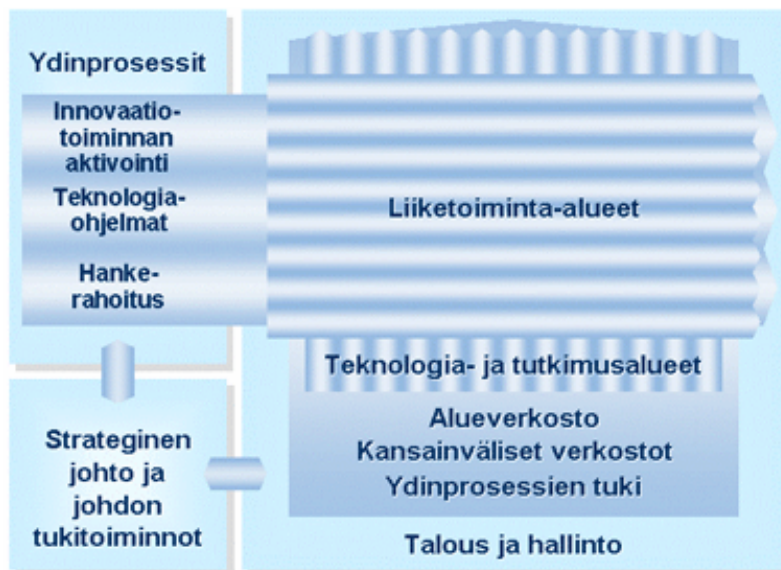 Ydinprosessit
Innovaatio-
toiminnan
aktivointi
Teknologia-
ohjelmat
Hanke-
rahoitus
Liiketoiminta-alueet
Teknologia- ja tutkimusalueet
Alueverkosto
Kansainväliset verkostot
Ydinprosessien tuki
Strateginen
johto ja
johdon
tukitoiminnot
Talous ja hallinto